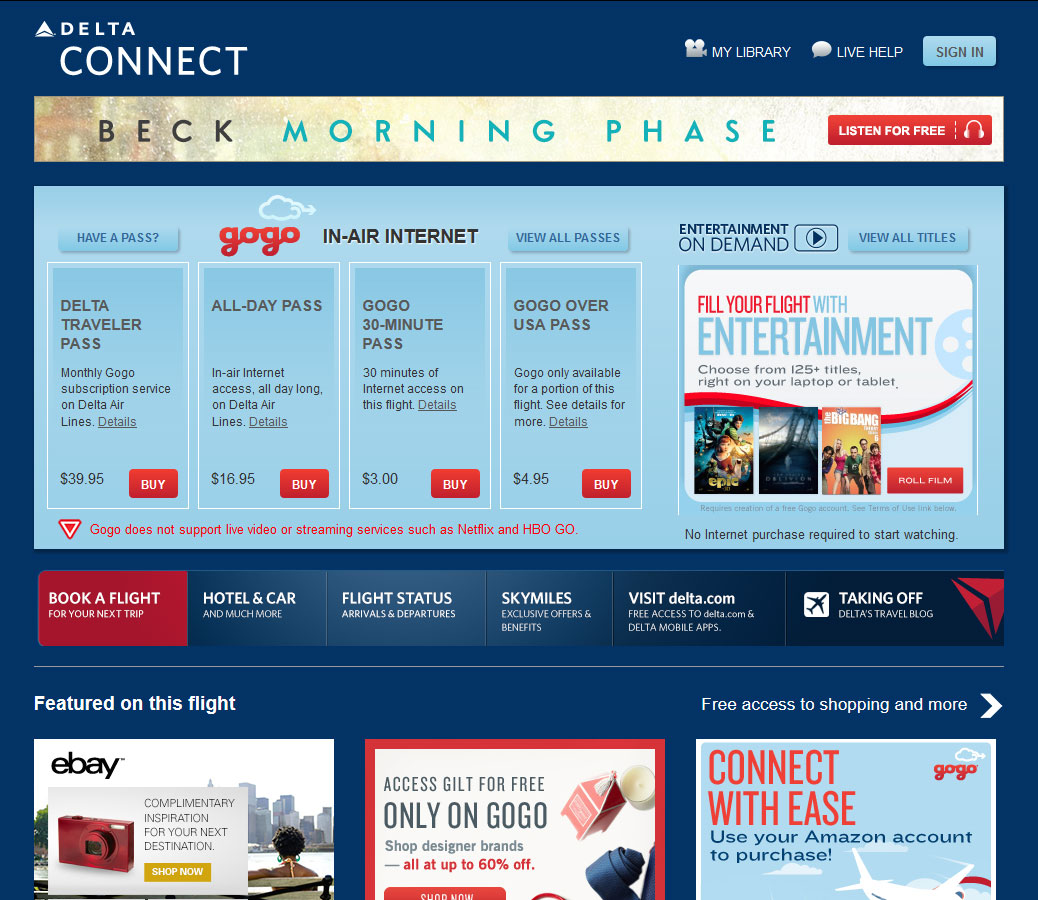 DELTA
CONNECT
MY LIBRARY
LIVE HELP
SIGN IN
BECK MORNING PHASE
LISTEN FOR FREE
HAVE A PASS?
gogo
IN-AIR INTERNET
VIEW ALL PASSES
DELTA
TRAVELER
PASS
Monthly Gogo
subscription service
on Delta Air
Lines. Details
$39.95
BUY
ALL-DAY PASS
In-air Internet
access, all day long,
on Delta Air
Lines. Details
$16.95
BUY
GOGO
30-MINUTE
PASS
30 minutes of
Internet access on
this flight. Details
$3.00
BUY
GOGO OVER
USA PASS
Gogo only available
for a portion of this
flight. See details for
more. Details
$4.95
BUY
Gogo does not support live video or streaming services such as Netflix and HBO GO.
ENTERTAINMENT
ON DEMAND
VIEW ALL TITLES
FILL YOUR FLIGHT WITH
ENTERTAINMENT
Choose from 125+ titles,
right on your laptop or tablet.
epic
OBLIVION
THE BIG BANG
THEORY
6
ROLL FILM
Requires creation of a free Gogo account. See Terms of Use link below.
No Internet purchase required to start watching.
BOOK A FLIGHT
FOR YOUR NEXT TRIP
HOTEL & CAR
AND MUCH MORE
FLIGHT STATUS
ARRIVALS & DEPARTURES
SKYMILES
EXCLUSIVE OFFERS &
BENEFITS
VISIT delta.com
FREE ACCESS TO delta.com &
DELTA MOBILE APPS.
TAKING OFF
DELTA'S TRAVEL BLOG
Featured on this flight
Free access to shopping and more
ebay™
COMPLIMENTARY
INSPIRATION
FOR YOUR NEXT
DESTINATION.
SHOP NOW
ACCESS GILT FOR FREE
ONLY ON GOGO
Shop designer brands
— all at up to 60% off.
SHOP NOW
CONNECT
WITH EASE
gogo
Use your Amazon account
to purchase!